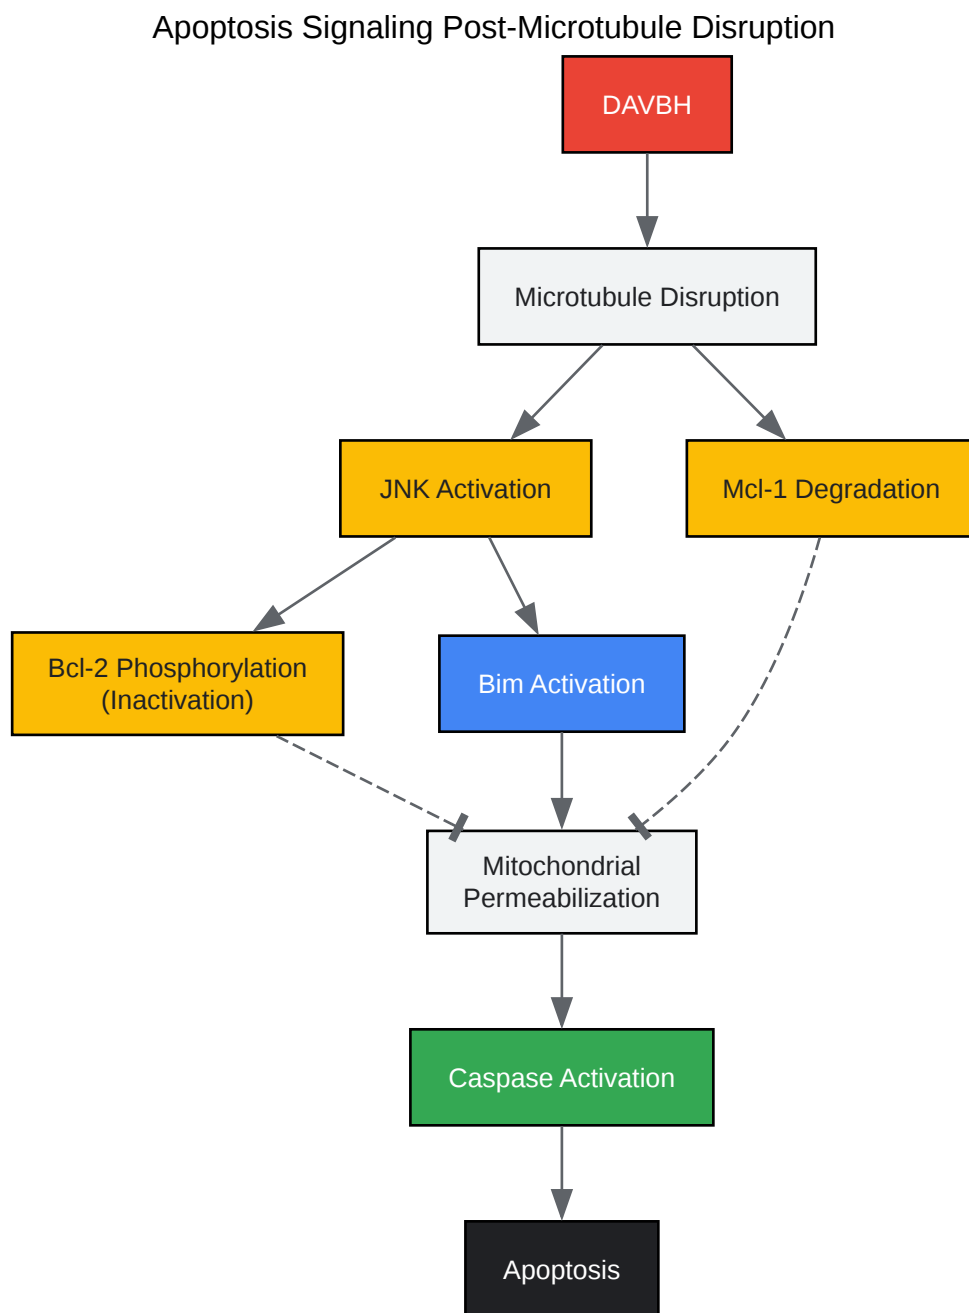 Apoptosis Signaling Post-Microtubule Disruption
DAVBH
Microtubule Disruption
JNK Activation
Mcl-1 Degradation
Bcl-2 Phosphorylation
(Inactivation)
Bim Activation
Mitochondrial
Permeabilization
Caspase Activation
Apoptosis